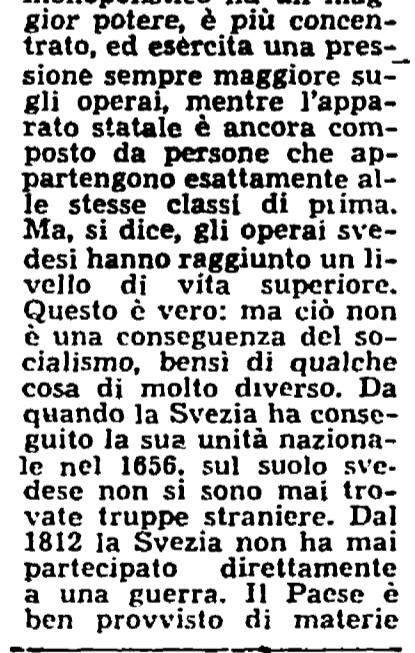 gior potere, è più concen-
trato, ed esercita una pres-
sione sempre maggiore su-
gli operai, mentre l'appa-
rato statale è ancora com-
posto da persone che ap-
partengono esattamente al-
le stesse classi di prima.
Ma, si dice, gli operai sve-
desi hanno raggiunto un li-
vello di vita superiore.
Questo è vero: ma ciò non
è una conseguenza del so-
cialismo, bensì di qualche
cosa di molto diverso. Da
quando la Svezia ha conse-
guito la sua unità naziona-
le nel 1656, sul suolo sve-
dese non si sono mai tro-
vate truppe straniere. Dal
1812 la Svezia non ha mai
partecipato direttamente
a una guerra. Il Paese è
ben provvisto di materie